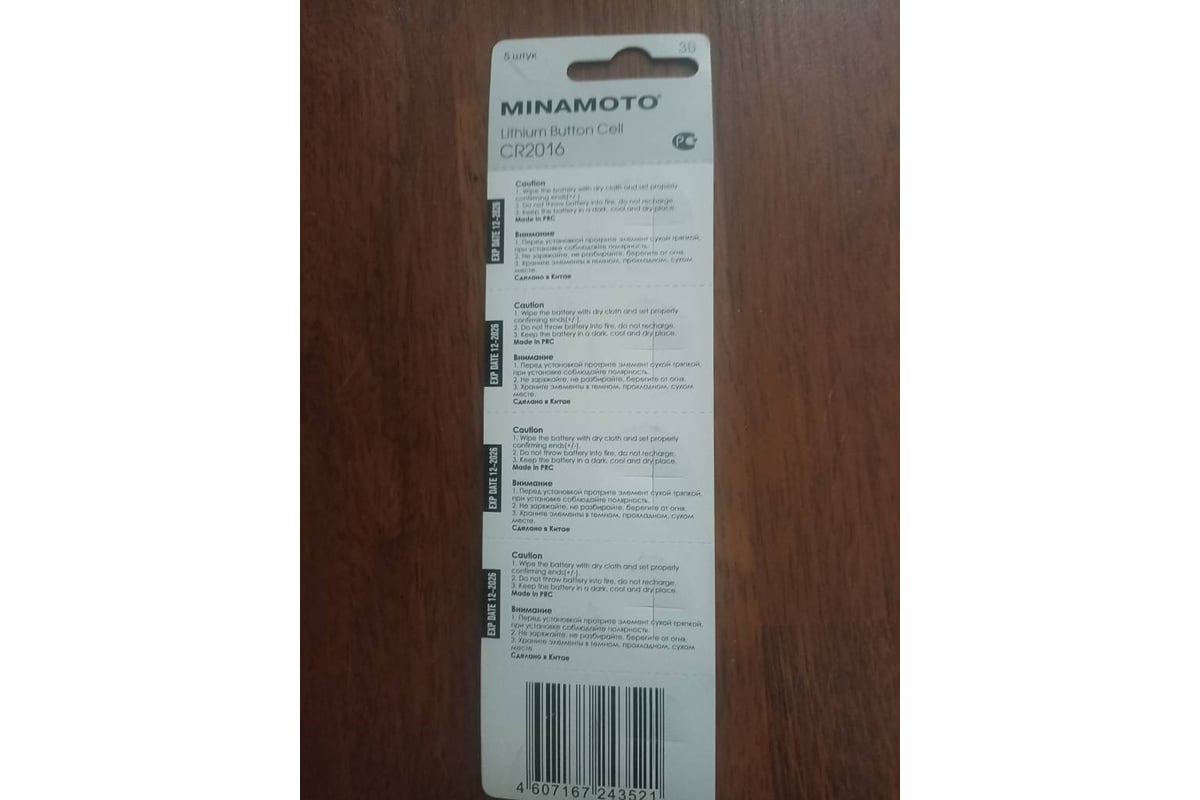 5 штук
3G
MINAMOTO
Lithium Button Cell
CR2016
PC
EXP DATE 12-2026
Caution
1. Wipe the battery with dry cloth and set properly
confirming ends(+/-).
2. Do not throw battery into fire, do not recharge.
3. Keep the battery in a dark, cool and dry place.
Made in PRC
Внимание
1. Перед установкой протрите элемент сухой тряпкой,
при установке соблюдайте полярность.
2. Не заряжайте, не разбирайте, берегите от огня.
3. Храните элементы в темном, прохладном, сухом
месте.
Сделано в Китае
EXP DATE 12-2026
Caution
1. Wipe the battery with dry cloth and set properly
confirming ends(+/-).
2. Do not throw battery into fire, do not recharge.
3. Keep the battery in a dark, cool and dry place.
Made in PRC
Внимание
1. Перед установкой протрите элемент сухой тряпкой,
при установке соблюдайте полярность.
2. Не заряжайте, не разбирайте, берегите от огня.
3. Храните элементы в темном, прохладном, сухом
месте.
Сделано в Китае
EXP DATE 12-2026
Caution
1. Wipe the battery with dry cloth and set properly
confirming ends(+/-).
2. Do not throw battery into fire, do not recharge.
3. Keep the battery in a dark, cool and dry place.
Made in PRC
Внимание
1. Перед установкой протрите элемент сухой тряпкой,
при установке соблюдайте полярность.
2. Не заряжайте, не разбирайте, берегите от огня.
3. Храните элементы в темном, прохладном, сухом
месте.
Сделано в Китае
EXP DATE 12-2026
Caution
1. Wipe the battery with dry cloth and set properly
confirming ends(+/-).
2. Do not throw battery into fire, do not recharge.
3. Keep the battery in a dark, cool and dry place.
Made in PRC
Внимание
1. Перед установкой протрите элемент сухой тряпкой,
при установке соблюдайте полярность.
2. Не заряжайте, не разбирайте, берегите от огня.
3. Храните элементы в темном, прохладном, сухом
месте.
Сделано в Китае
4 607167 243521